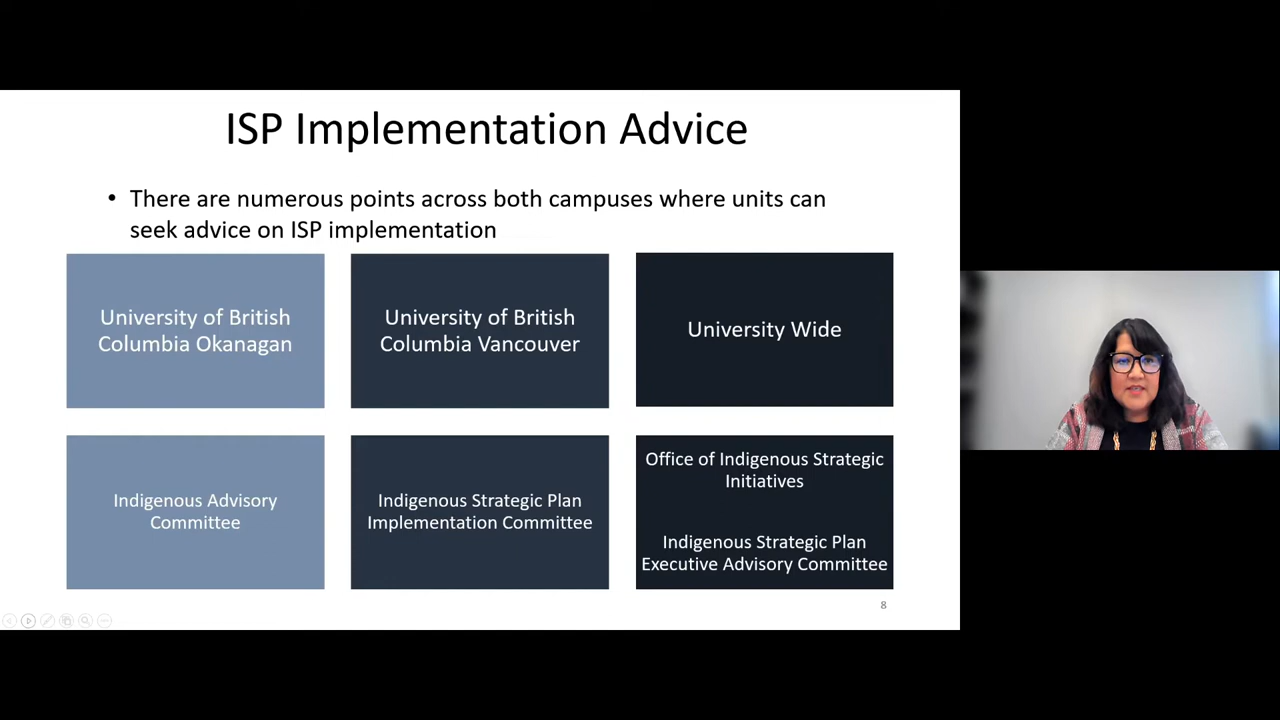 ISP Implementation Advice
• There are numerous points across both campuses where units can
seek advice on ISP implementation
University of British
Columbia Okanagan
University of British
Columbia Vancouver
University Wide
Indigenous Advisory
Committee
Indigenous Strategic Plan
Implementation Committee
Office of Indigenous Strategic
Initiatives
Indigenous Strategic Plan
Executive Advisory Committee
8